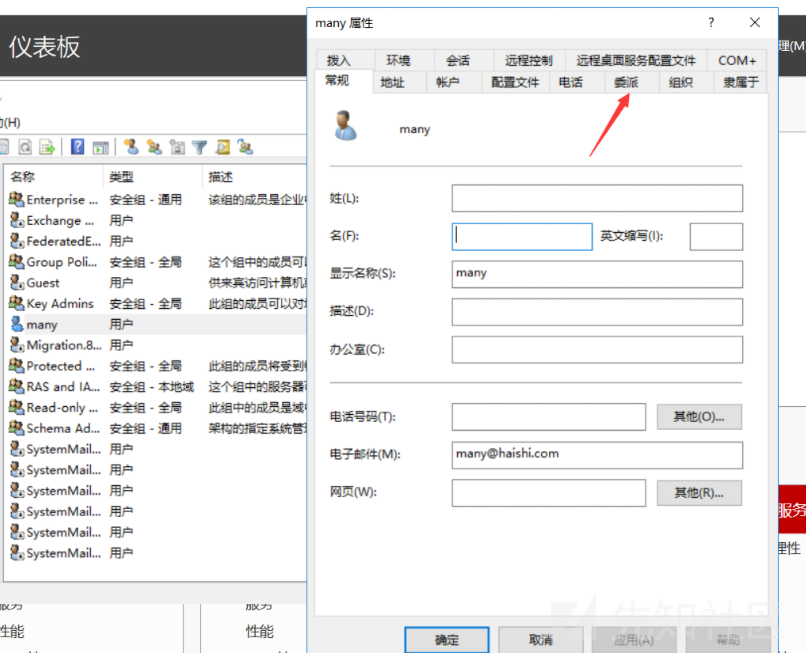 仪表板
many 属性
理(M
(H)
拨入 环境 会话 远程控制 远程桌面服务配置文件 COM+
常规 地址 帐户 配置文件 电话 委派 组织 隶属于
many
名称 类型 描述
Enterprise ... 安全组 - 通用 该组的成员是企业
Exchange ... 用户
FederatedE... 用户
Group Poli... 安全组 - 全局 这个组中的成员可
Guest 用户 供来宾访问计算机
Key Admins 安全组 - 全局 此组的成员可以对
many 用户
Migration.8... 用户
Protected ... 安全组 - 全局 此组的成员将受到
RAS and IA... 安全组 - 本地域 这个组中的服务器
Read-only ... 安全组 - 全局 此组中的成员是域
Schema Ad... 安全组 - 通用 架构的指定系统管
SystemMail... 用户
SystemMail... 用户
SystemMail... 用户
SystemMail... 用户
SystemMail... 用户
SystemMail... 用户
姓(L):
名(F): 英文缩写(I):
显示名称(S): many
描述(D):
办公室(C):
电话号码(T): 其他(O)...
电子邮件(M): many@haishi.com
网页(W): 其他(R)...
服务
理性
服务 服务
性能 性能
确定 取消 应用(A) 帮助
先知社区